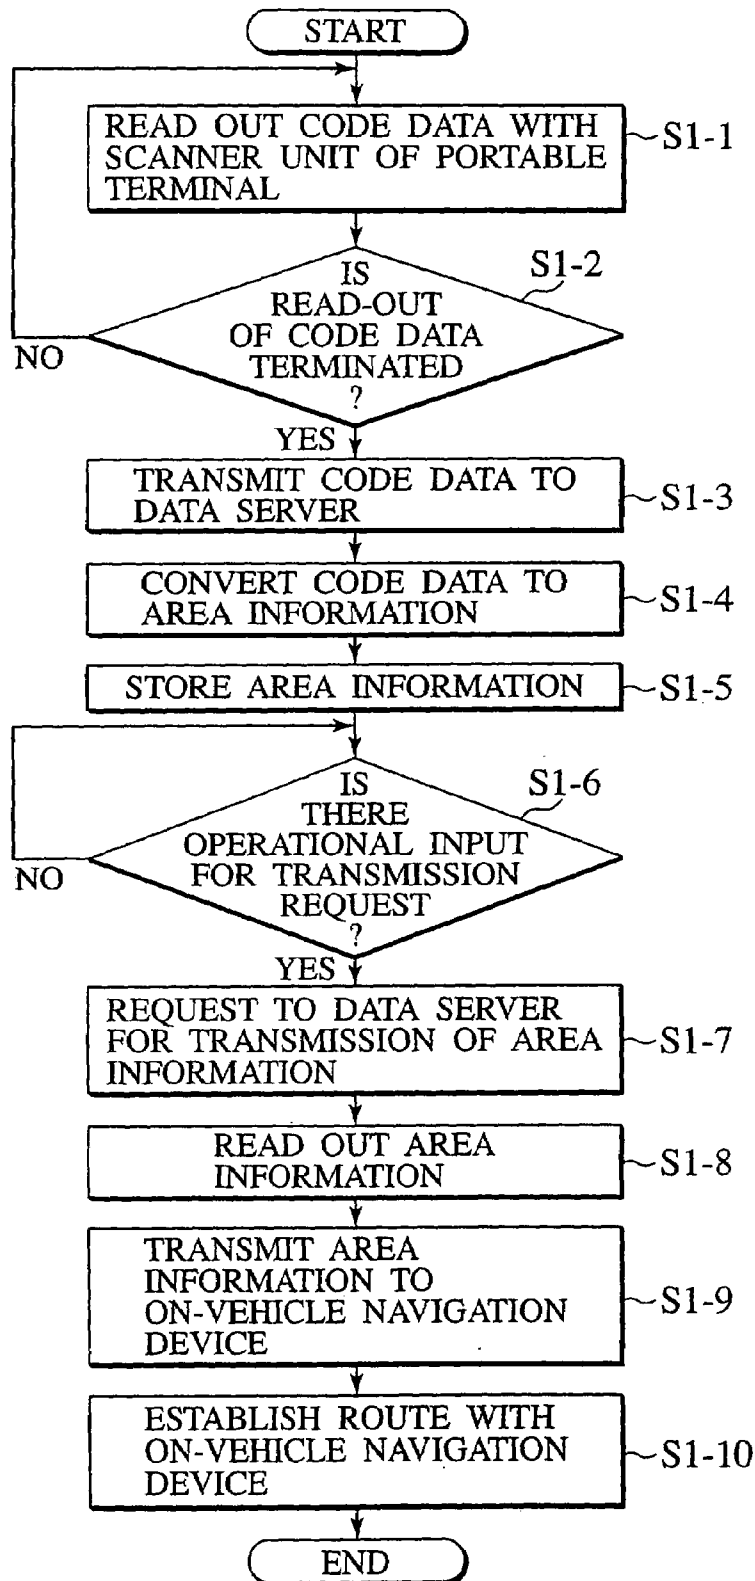 START
READ OUT CODE DATA WITH
SCANNER UNIT OF PORTABLE
TERMINAL
S1-1
S1-2
IS
READ-OUT
OF CODE DATA
TERMINATED
?
NO
YES
TRANSMIT CODE DATA TO
DATA SERVER
S1-3
CONVERT CODE DATA TO
AREA INFORMATION
S1-4
STORE AREA INFORMATION
S1-5
S1-6
IS
THERE
OPERATIONAL INPUT
FOR TRANSMISSION
REQUEST
?
NO
YES
REQUEST TO DATA SERVER
FOR TRANSMISSION OF AREA
INFORMATION
S1-7
READ OUT AREA
INFORMATION
S1-8
TRANSMIT AREA
INFORMATION TO
ON-VEHICLE NAVIGATION
DEVICE
S1-9
ESTABLISH ROUTE WITH
ON-VEHICLE NAVIGATION
DEVICE
S1-10
END